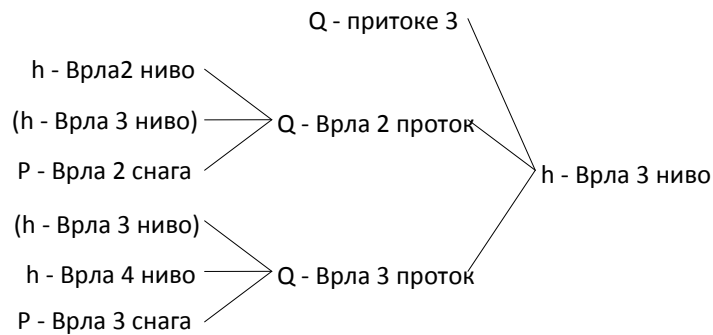 Q - притоке 3
h - Врла2 ниво
(h - Врла 3 ниво)
Q - Врла 2 проток
P - Врла 2 снага
h - Врла 3 ниво
(h - Врла 3 ниво)
h - Врла 4 ниво
Q - Врла 3 проток
P - Врла 3 снага